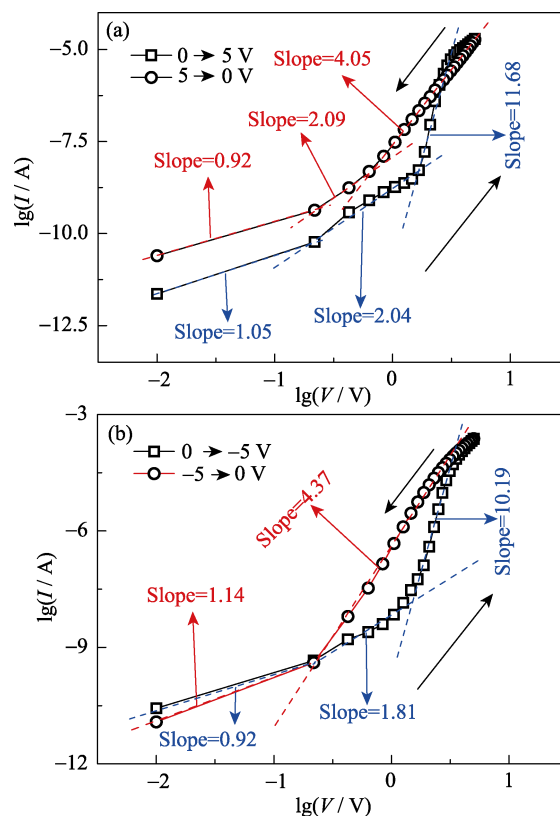 (a)
0 → 5 V
5 → 0 V
Slope=4.05
Slope=2.09
Slope=0.92
Slope=11.68
Slope=1.05
Slope=2.04
lg(I / A)
−5.0
−7.5
−10.0
−12.5
−2
−1
0
1
lg(V / V)
(b)
0 → −5 V
−5 → 0 V
Slope=4.37
Slope=10.19
Slope=1.14
Slope=0.92
Slope=1.81
lg(I / A)
−3
−6
−9
−12
−2
−1
0
1
lg(V / V)